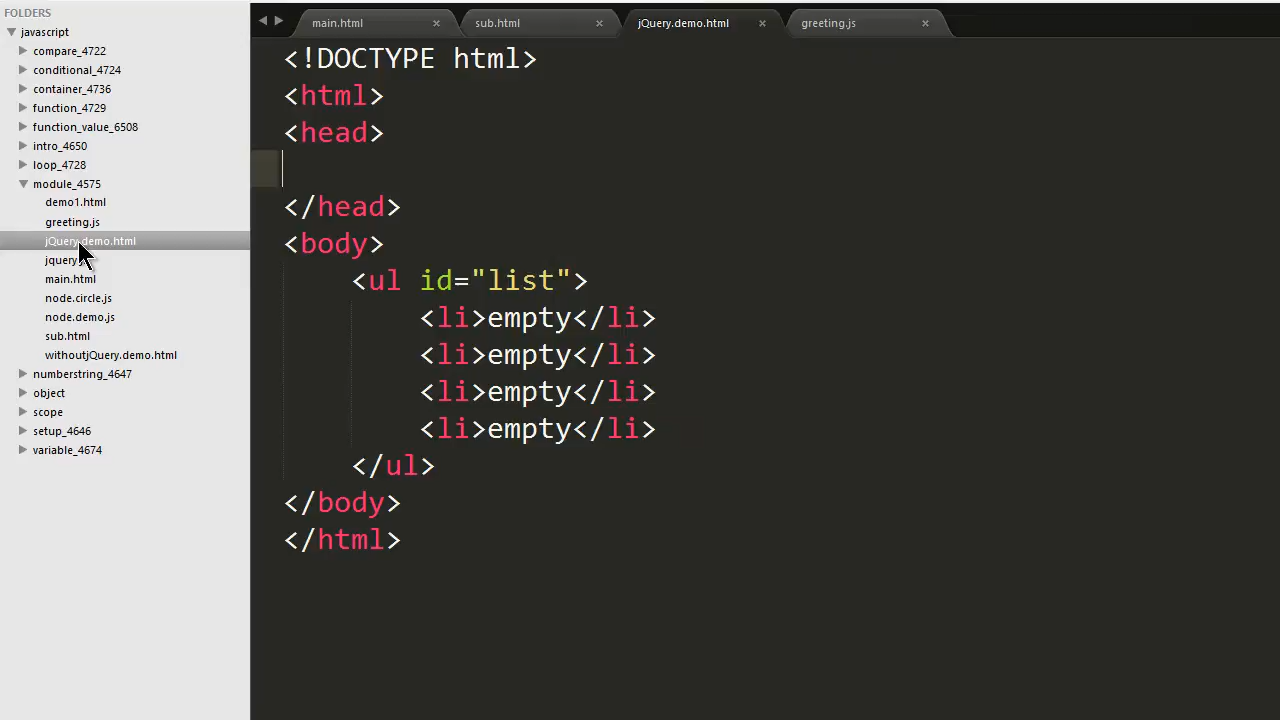 FOLDERS
javascript
compare_4722
conditional_4724
container_4736
function_4729
function_value_6508
intro_4650
loop_4728
module_4575
demo1.html
greeting.js
jQuery.demo.html
jquery
main.html
node.circle.js
node.demo.js
sub.html
withoutjQuery.demo.html
numberstring_4647
object
scope
setup_4646
variable_4674
main.html × sub.html × jQuery.demo.html × greeting.js ×
<!DOCTYPE html>
<html>
<head>
</head>
<body>
<ul id="list">
<li>empty</li>
<li>empty</li>
<li>empty</li>
<li>empty</li>
</ul>
</body>
</html>